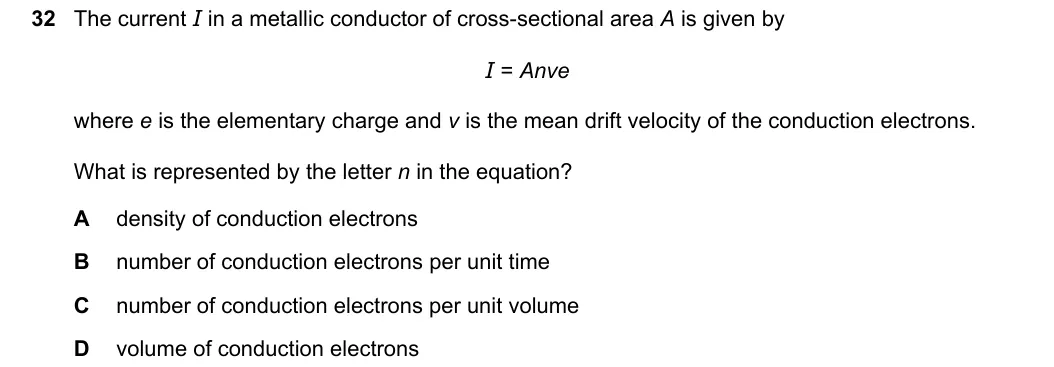 32 The current I in a metallic conductor of cross-sectional area A is given by
I = Anve
where e is the elementary charge and v is the mean drift velocity of the conduction electrons.
What is represented by the letter n in the equation?
A density of conduction electrons
B number of conduction electrons per unit time
C number of conduction electrons per unit volume
D volume of conduction electrons